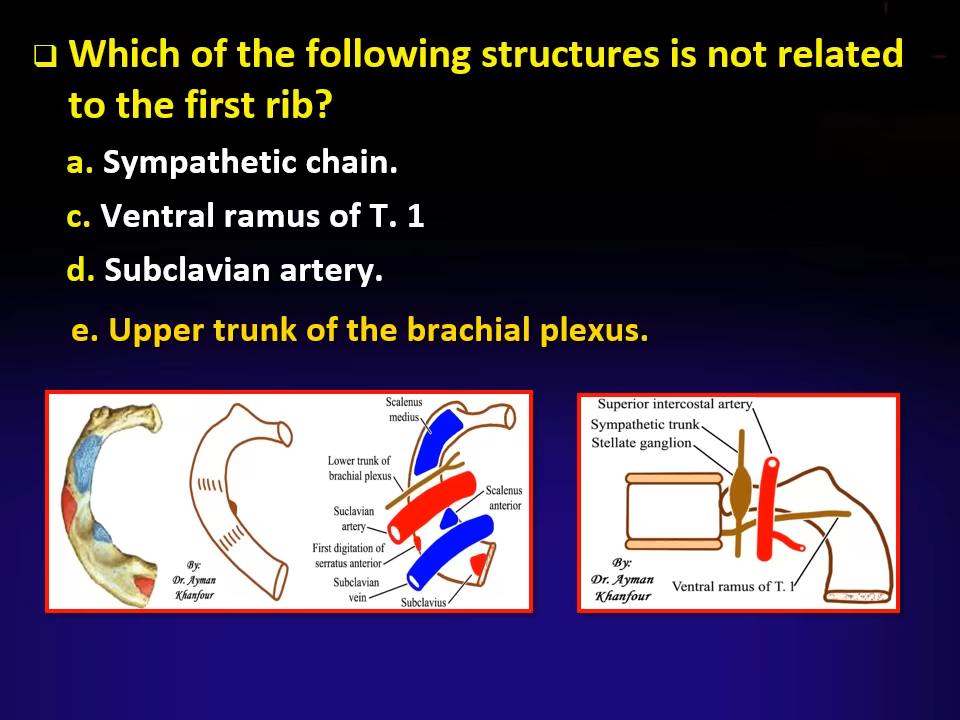 Which of the following structures is not related
to the first rib?
a. Sympathetic chain.
c. Ventral ramus of T. 1
d. Subclavian artery.
e. Upper trunk of the brachial plexus.
Scalenus
medius
Lower trunk of
brachial plexus
Scalenus
anterior
Suclavian
artery
First digitation of
serratus anterior
Subclavian
vein
Subclavius
By:
Dr. Ayman
Khanfour
Superior intercostal artery
Sympathetic trunk
Stellate ganglion
By:
Dr. Ayman
Khanfour
Ventral ramus of T. 1